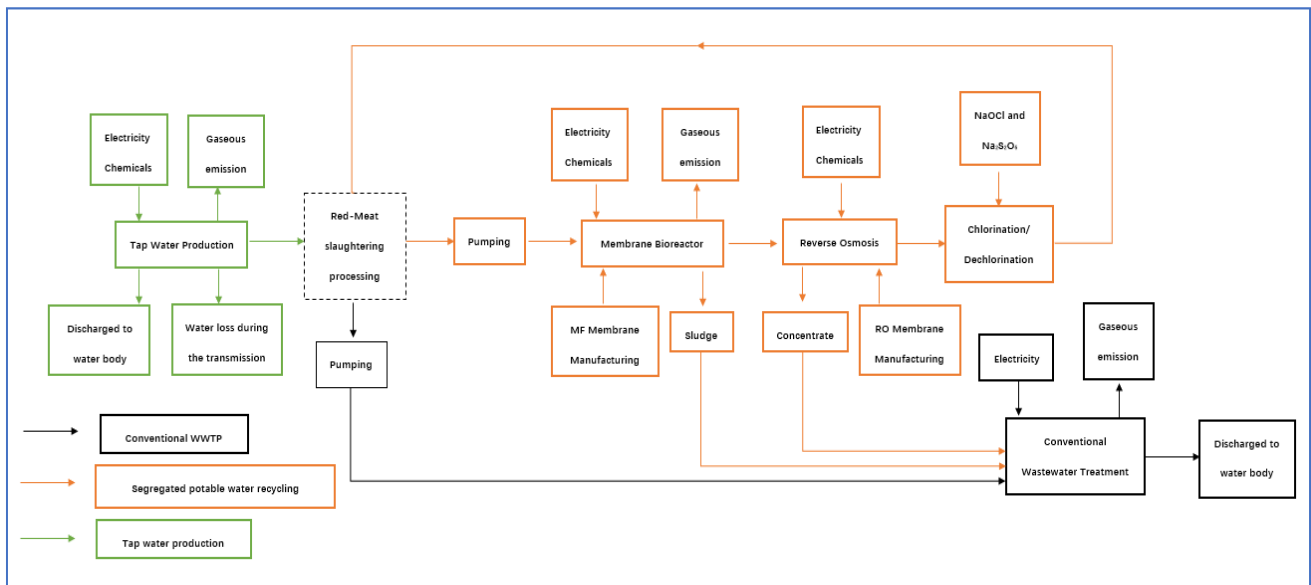 Electricity
Chemicals
Gaseous
emission
Tap Water Production
Discharged to
water body
Water loss during
the transmission
Red-Meat
slaughtering
processing
Pumping
Pumping
Electricity
Chemicals
Gaseous
emission
Membrane Bioreactor
MF Membrane
Manufacturing
Sludge
Electricity
Chemicals
Reverse Osmosis
Concentrate
RO Membrane
Manufacturing
NaOCl and
Chlorination/
Dechlorination
Electricity
Gaseous
emission
Conventional
Wastewater Treatment
Discharged to
water body
Conventional WWTP
Segregated potable water recycling
Tap water production